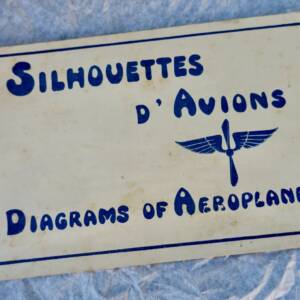 SILHOUETTES
D' AVIONS
DIAGRAMS OF AEROPLANE